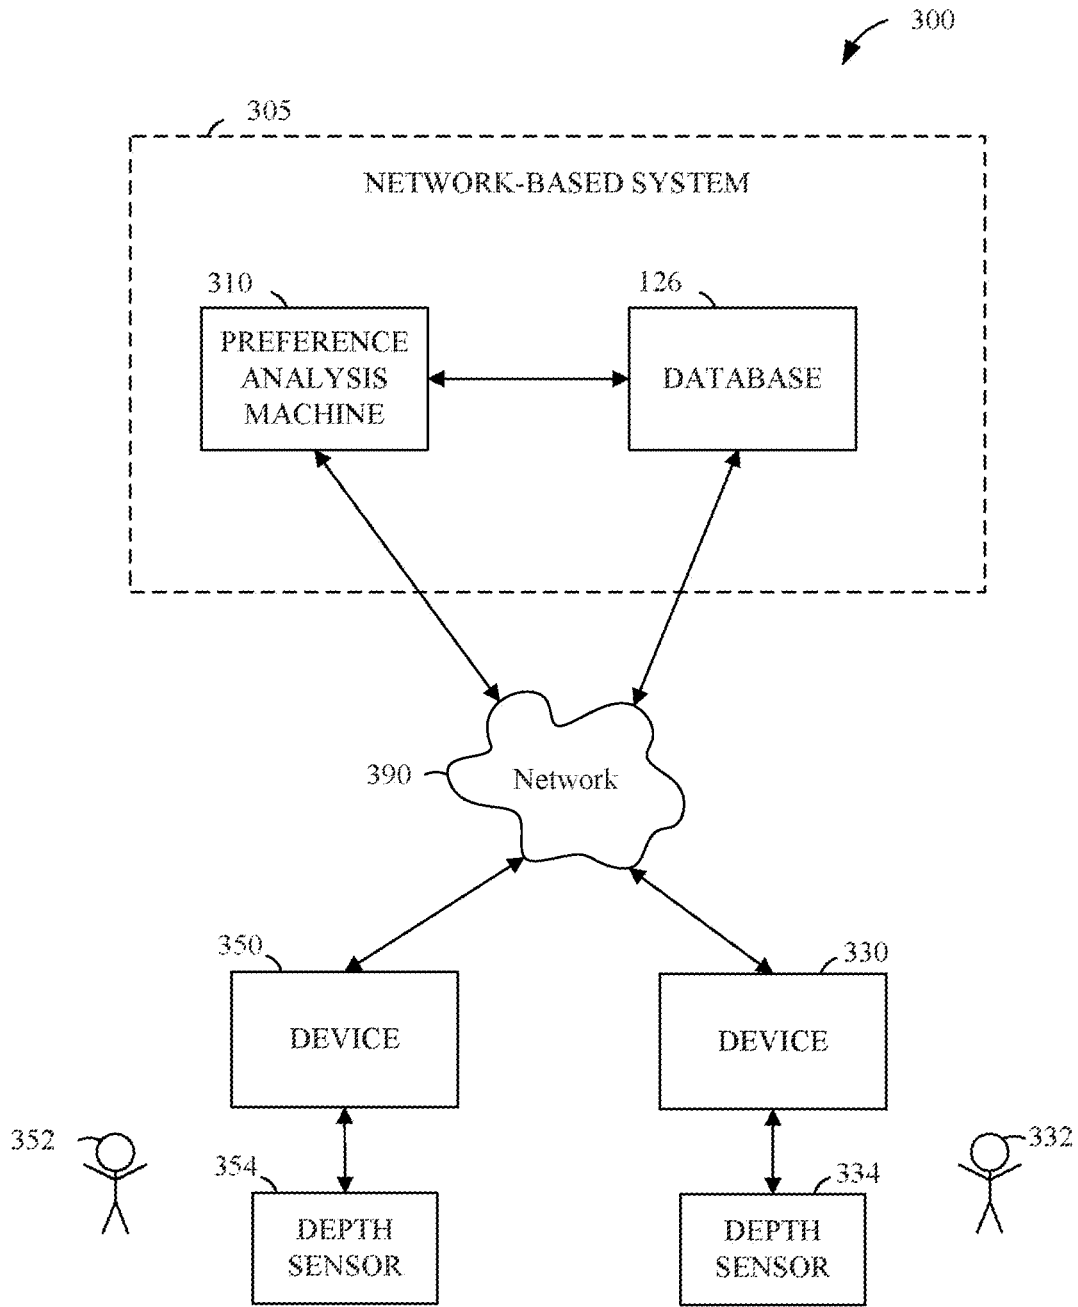 300
305
NETWORK-BASED SYSTEM
310
126
PREFERENCE
ANALYSIS
MACHINE
DATABASE
390
Network
350
330
DEVICE
DEVICE
352
332
354
334
DEPTH
SENSOR
DEPTH
SENSOR